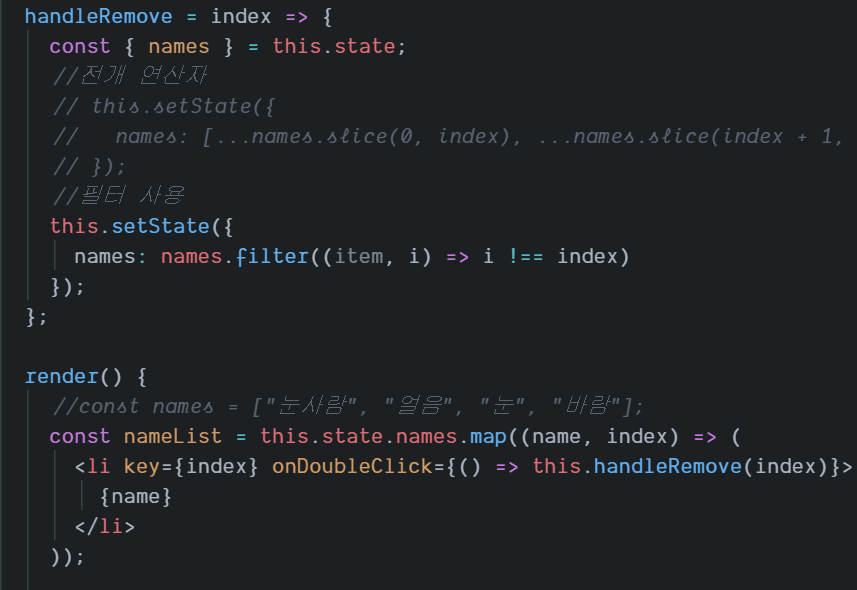 handleRemove = index => {
const { names } = this.state;
//전개 연산자
// this.setState({
//   names: [...names.slice(0, index), ...names.slice(index + 1,
// });
//필터 사용
this.setState({
names: names.filter((item, i) => i !== index)
});
};
render() {
//const names = ["눈사람", "얼음", "눈", "바람"];
const nameList = this.state.names.map((name, index) => (
<li key={index} onDoubleClick={() => this.handleRemove(index)}>
{name}
</li>
));